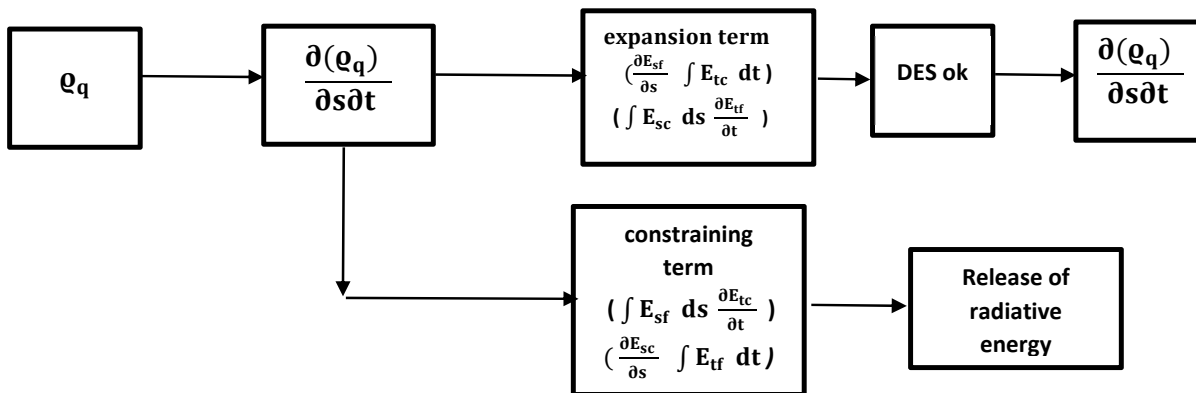 ϱq
∂(ϱq)
∂s∂t
expansion term
(∂Esf/∂s ∫ Etc dt)
( ∫ Esc ds ∂Etf/∂t )
DES ok
∂(ϱq)
∂s∂t
constraining
term
( ∫ Esf ds ∂Etc/∂t )
(∂Esc/∂s ∫ Etf dt)
Release of
radiative
energy